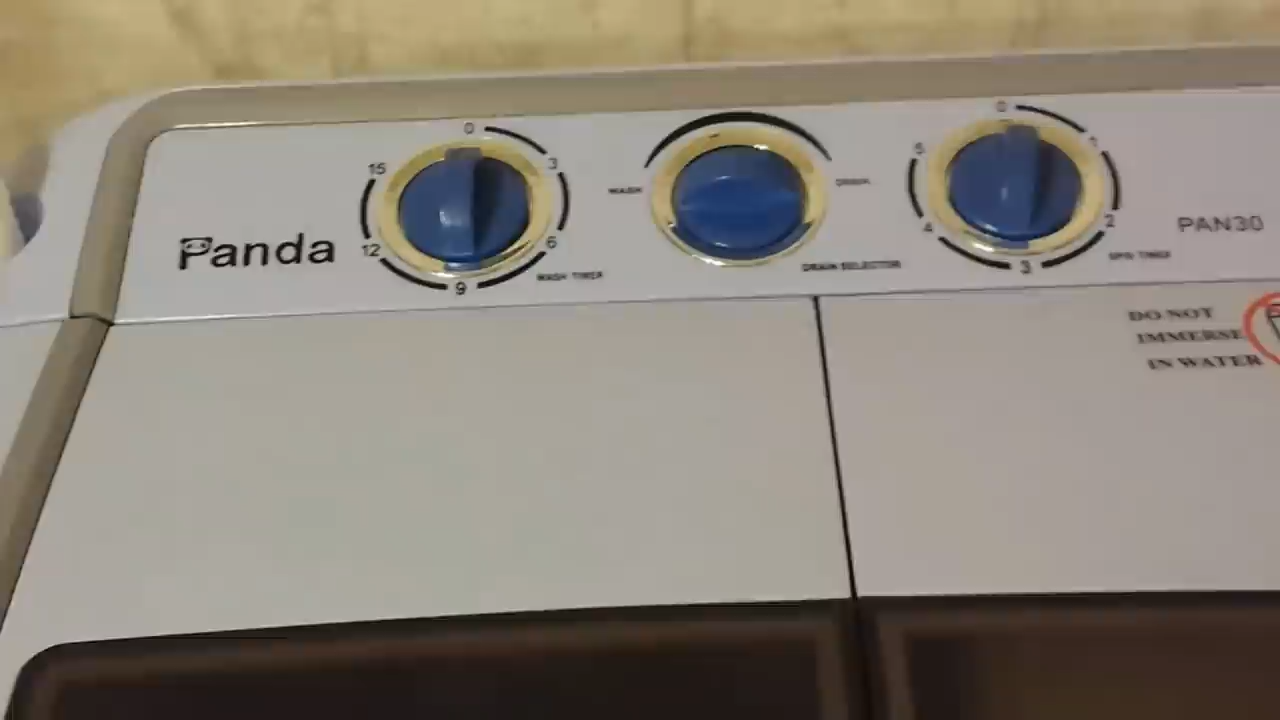 Panda
0
3
6
9
12
15
WASH TIMER
WASH
DRAIN
DRAIN SELECTOR
0
1
2
3
4
5
SPIN TIMER
PAN30
DO NOT
IMMERSE
IN WATER